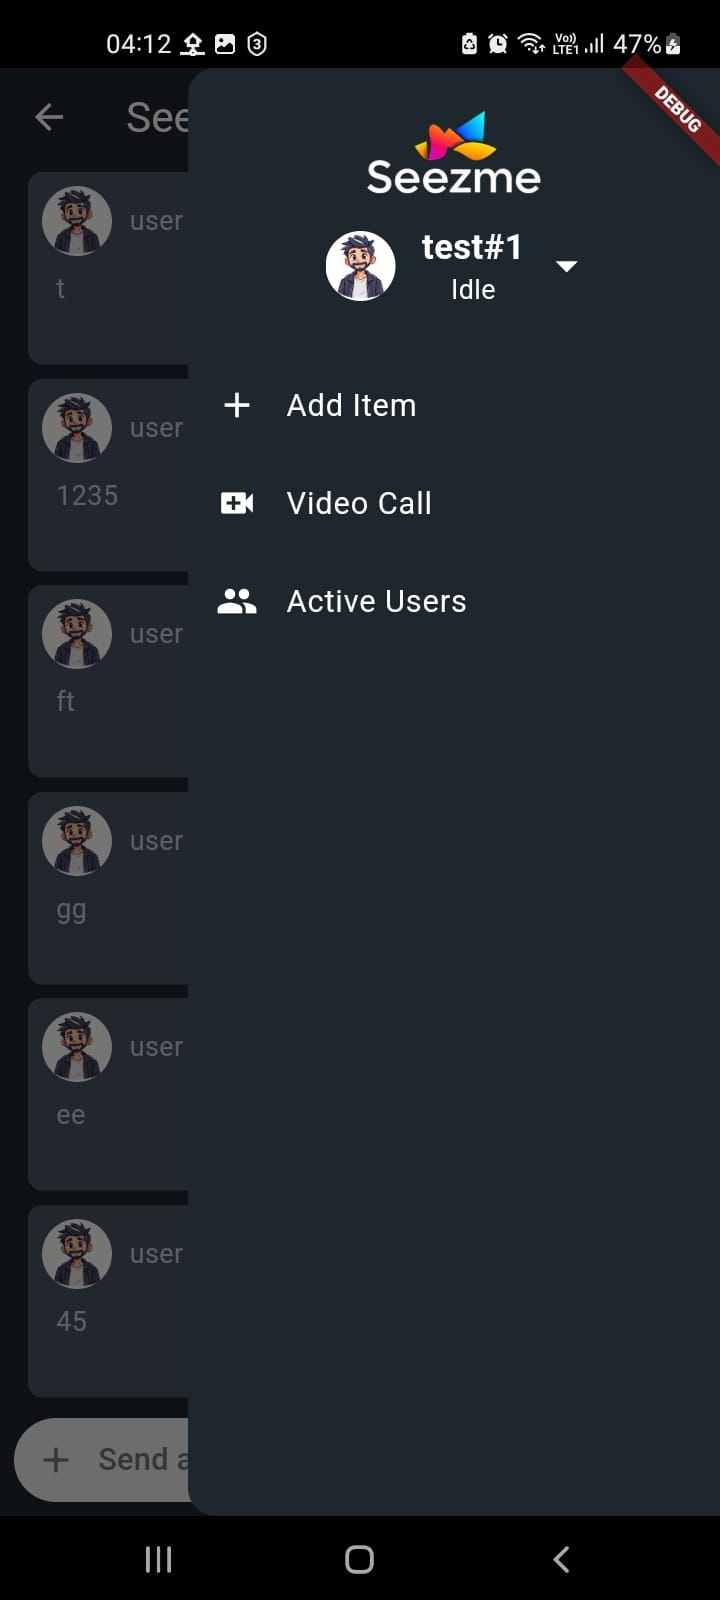 04:12
3
Vo))
LTE1
47%
DEBUG
See
Seezme
test#1
Idle
user
t
Add Item
user
1235
Video Call
Active Users
user
ft
user
gg
user
ee
user
45
Send a